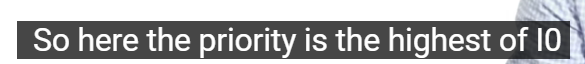 So here the priority is the highest of I0